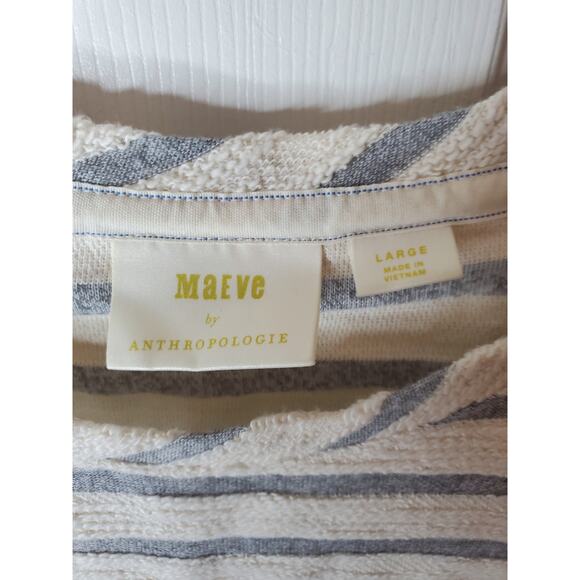 MaEve
by
ANTHROPOLOGIE
LARGE
MADE IN
VIETNAM